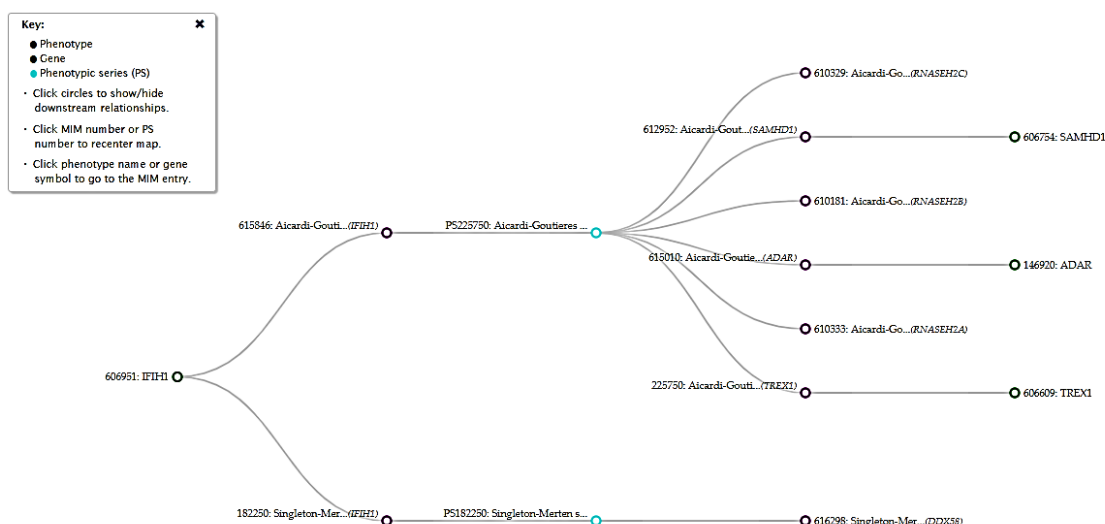 Key: ✖
Phenotype
Gene
Phenotypic series (PS)
· Click circles to show/hide
downstream relationships.
· Click MIM number or PS
number to recenter map.
· Click phenotype name or gene
symbol to go to the MIM entry.
610329: Aicardi-Go...(RNASEH2C)
612952: Aicardi-Gout...(SAMHD1)
606754: SAMHD1
610181: Aicardi-Go...(RNASEH2B)
615846: Aicardi-Gouti...(IFIH1)
PS225750: Aicardi-Goutieres ...
615010: Aicardi-Goutie...(ADAR)
146920: ADAR
610333: Aicardi-Go...(RNASEH2A)
606951: IFIH1
225750: Aicardi-Gouti...(TREX1)
606609: TREX1
182250: Singleton-Mer...(IFIH1)
PS182250: Singleton-Merten s...
616298: Singleton-Mer...(DDX58)